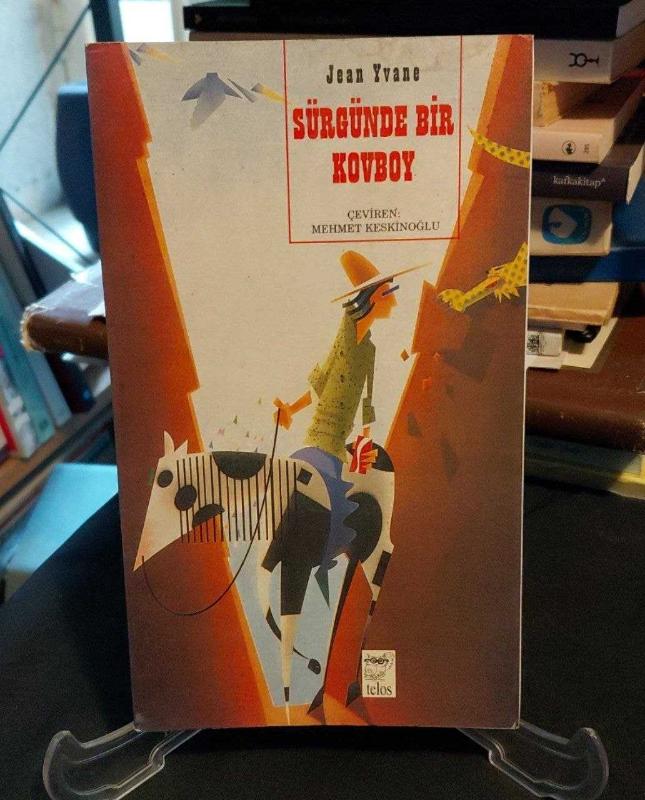 Jean Yvane
SÜRGÜNDE BİR
KOVBOY
ÇEVİREN:
MEHMET KESKİNOĞLU
telos
kafkakitap